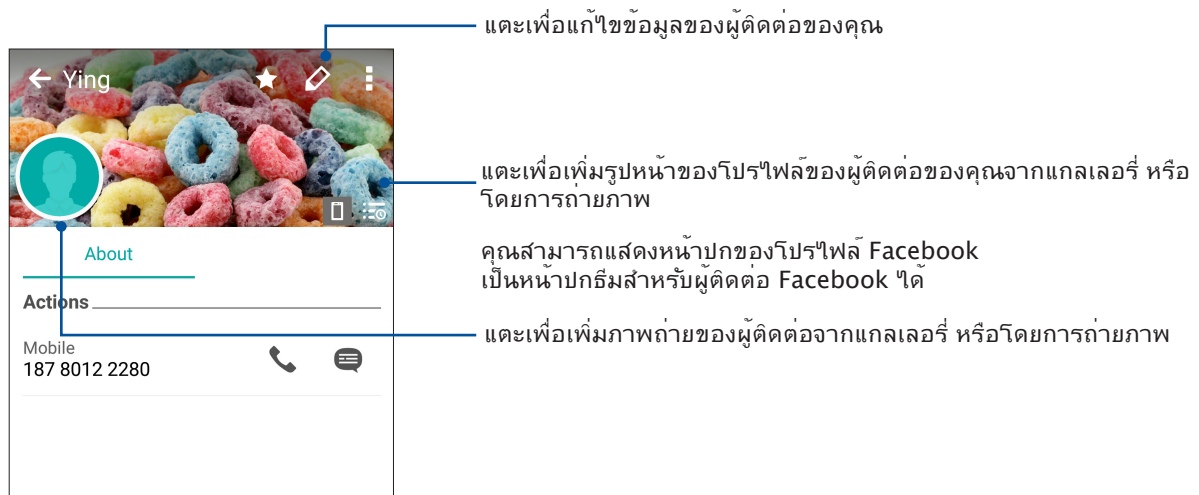 แตะเพื่อแก้ไขข้อมูลของผู้ติดต่อของคุณ
Ying
แตะเพื่อเพิ่มรูปหน้าของโปรไฟล์ของผู้ติดต่อของคุณจากแกลเลอรี่ หรือ
โดยการถ่ายภาพ
About
คุณสามารถแสดงหน้าปกของโปรไฟล์ Facebook
เป็นหน้าปกธีมสำหรับผู้ติดต่อ Facebook ได้
Actions
แตะเพื่อเพิ่มภาพถ่ายของผู้ติดต่อจากแกลเลอรี่ หรือโดยการถ่ายภาพ
Mobile
187 8012 2280